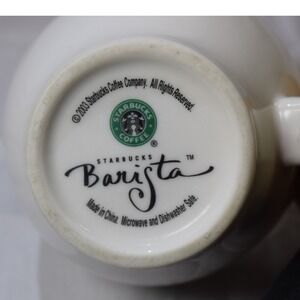 © 2003 Starbucks Coffee Company. All Rights Reserved.
STARBUCKS
COFFEE
®
STARBUCKS
Barista™
Made in China. Microwave and Dishwasher Safe.